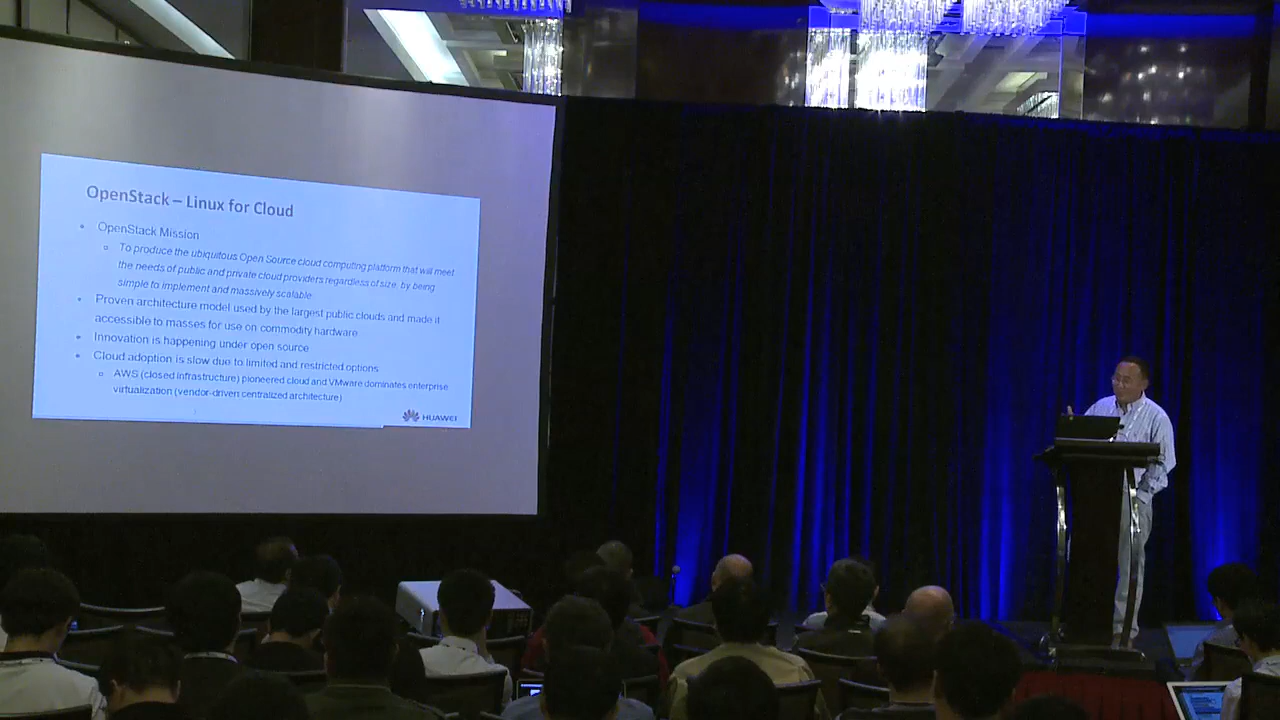 OpenStack – Linux for Cloud
OpenStack Mission
To produce the ubiquitous Open Source cloud computing platform that will meet
the needs of public and private cloud providers regardless of size, by being
simple to implement and massively scalable.
Proven architecture model used by the largest public clouds and made it
accessible to masses for use on commodity hardware.
Innovation is happening under open source
Cloud adoption is slow due to limited and restricted options
AWS (closed infrastructure) pioneered cloud and VMware dominates enterprise
virtualization (vendor-driven centralized architecture)
HUAWEI